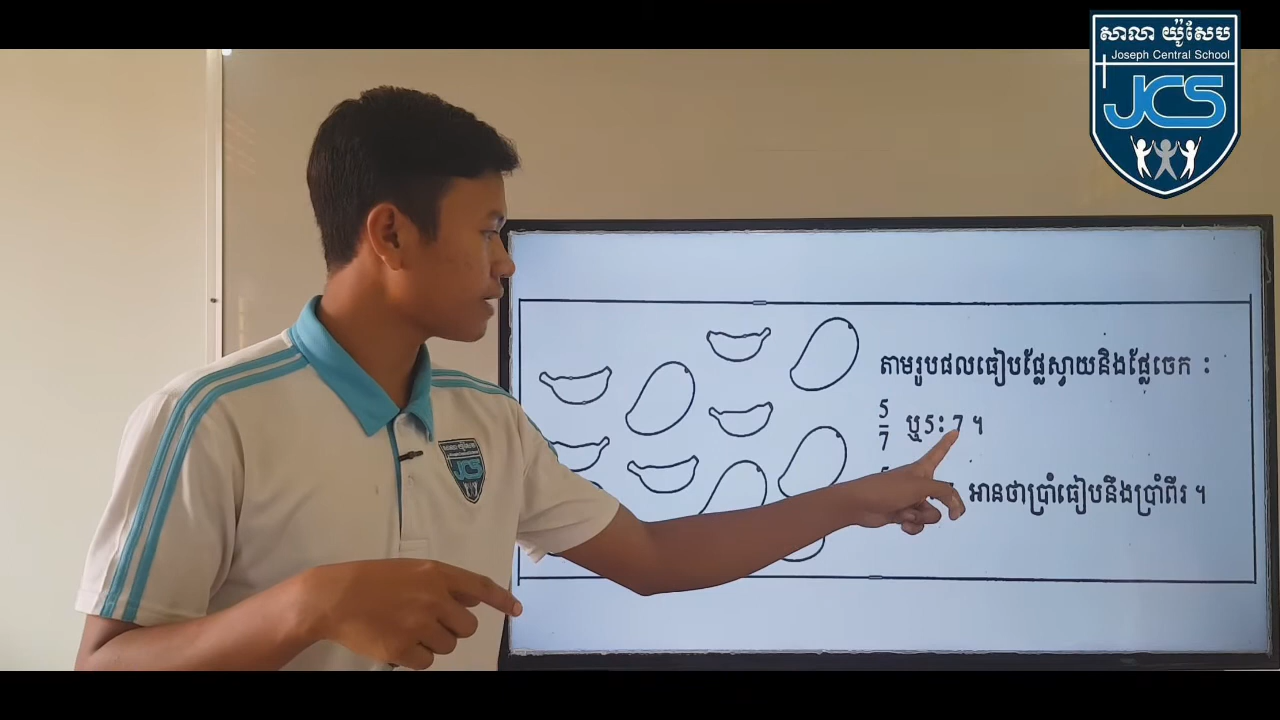 សាលា យ៉ូសែប
Joseph Central School
JCS
JCS
តាមរូបផលធៀបផ្លែស្វាយនិងផ្លែចេក ៖
5
7
ឬ 5: 7 ។
អានថាប្រាំធៀបនឹងប្រាំពីរ ។